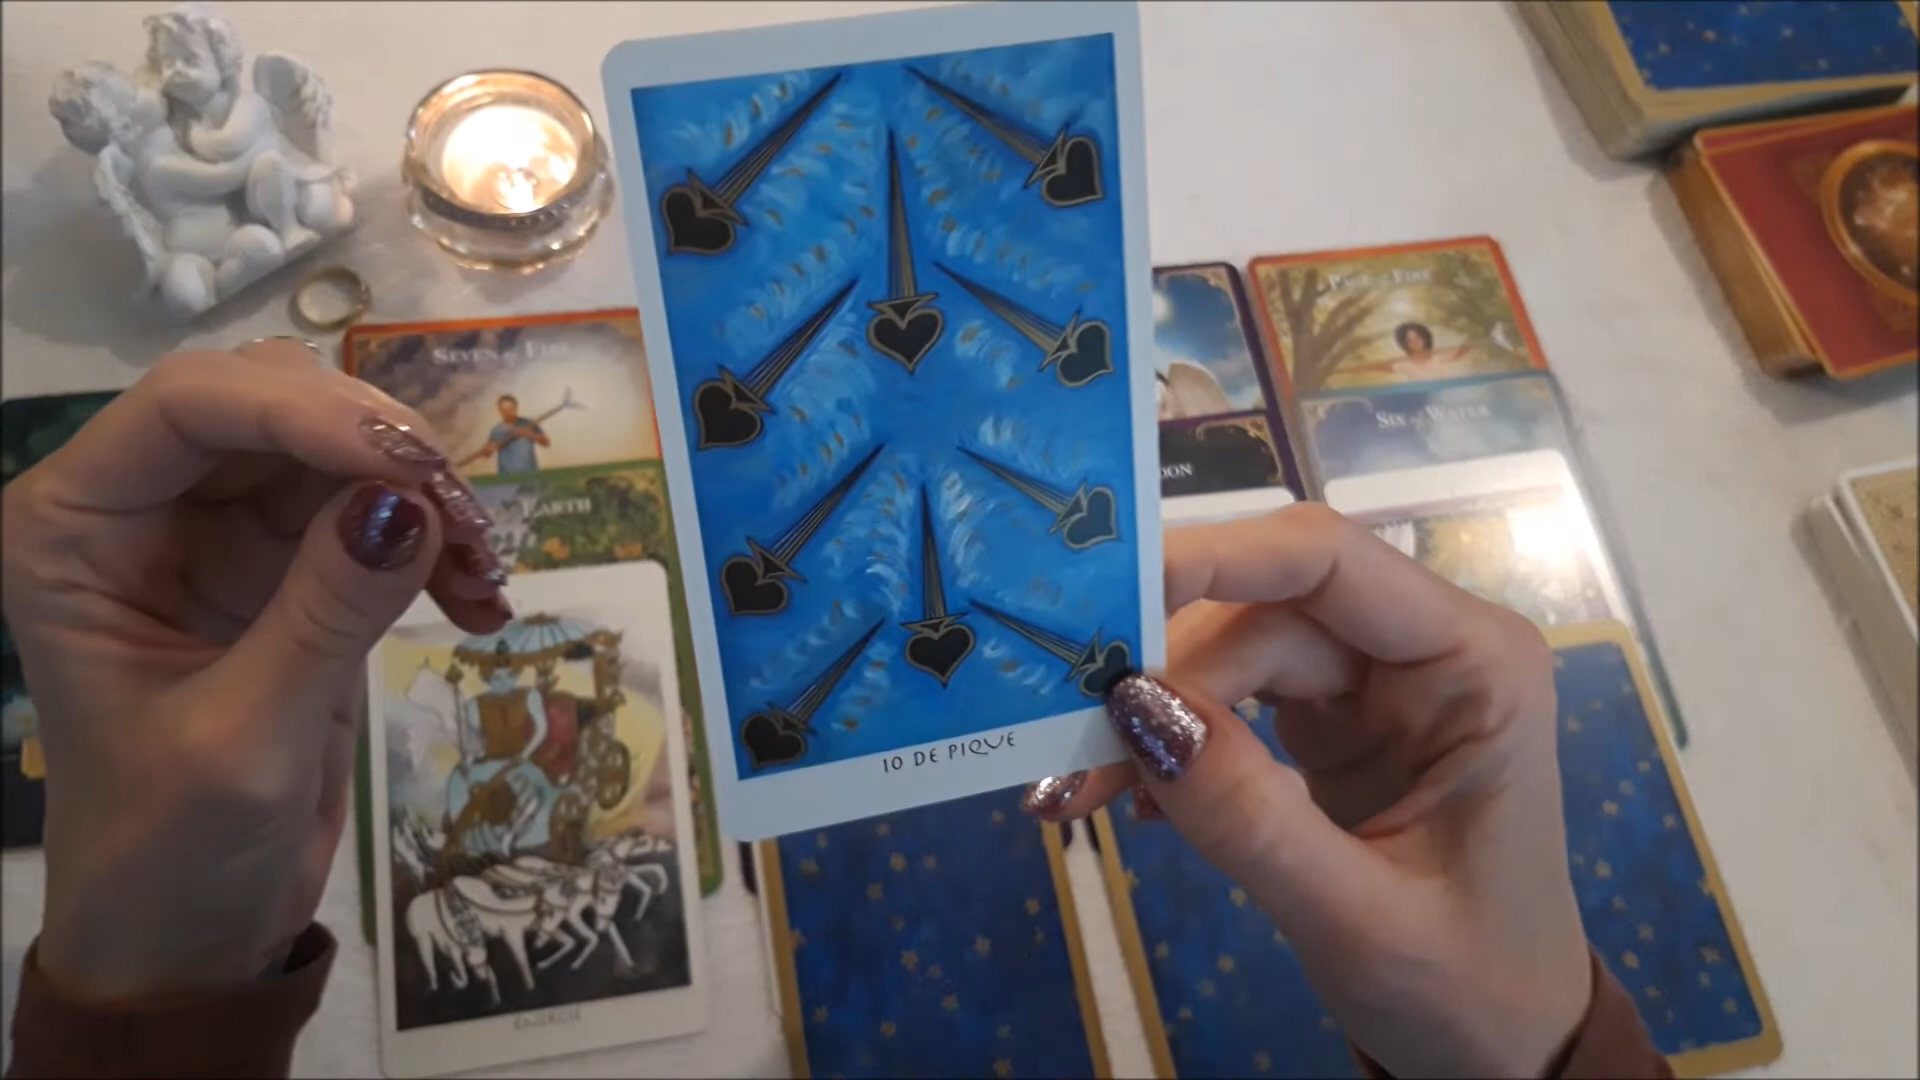 SEVEN of FIRE
PAGE of FIRE
SIX of WATER
EARTH
10 DE PIQUE
ENERGIE